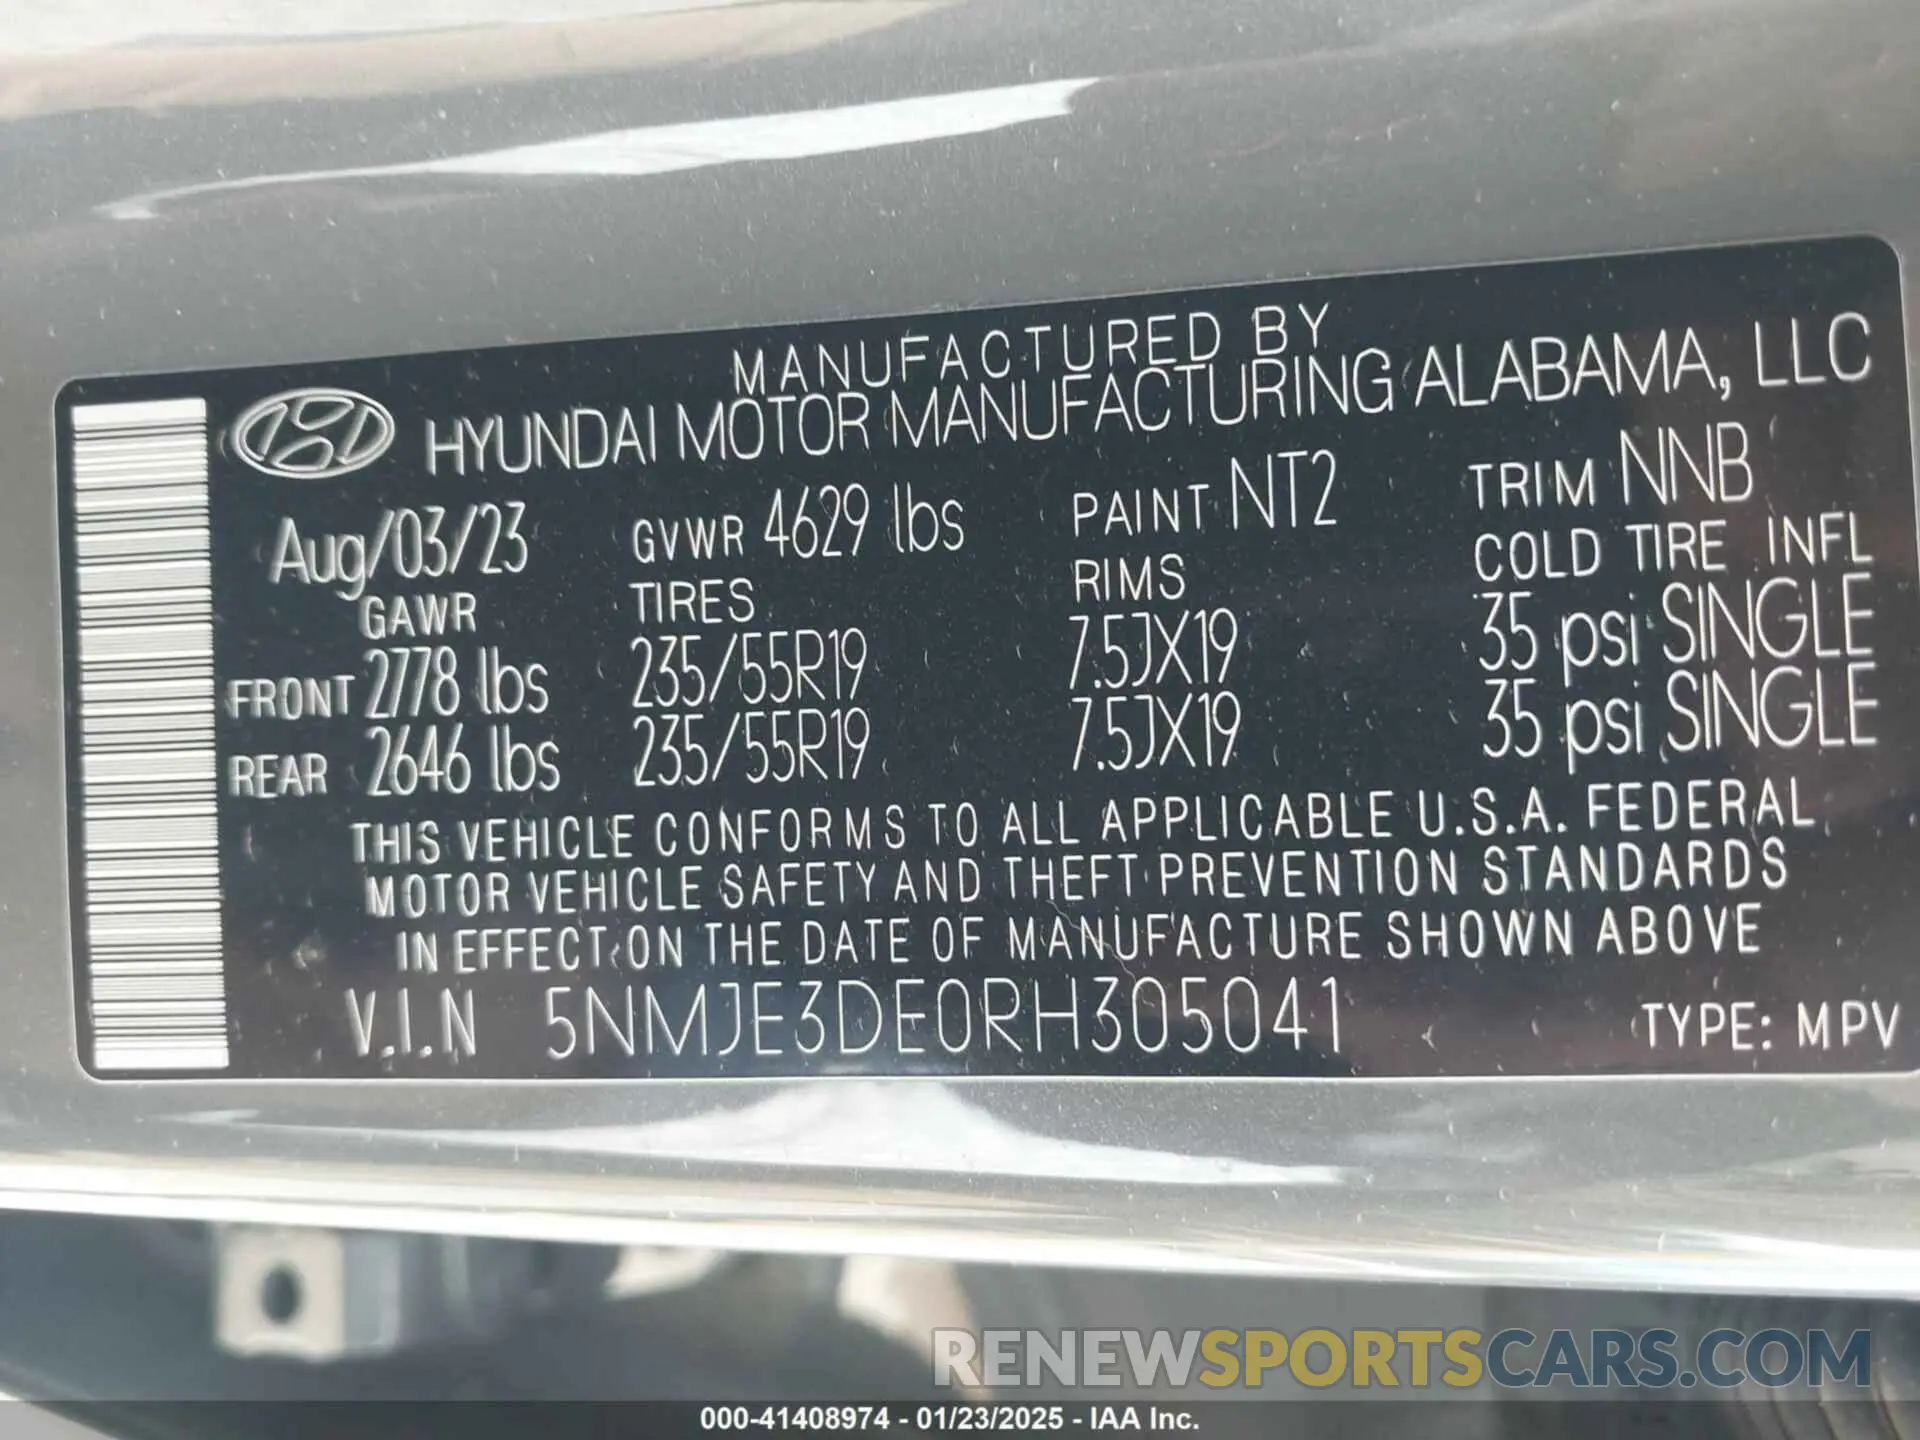 MANUFACTURED BY
HYUNDAI MOTOR MANUFACTURING ALABAMA, LLC
Aug/03/23 GVWR 4629 lbs PAINT NT2 TRIM NNB
GAWR TIRES RIMS COLD TIRE INFL
FRONT 2778 lbs 235/55R19 7.5JX19 35 psi SINGLE
REAR 2646 lbs 235/55R19 7.5JX19 35 psi SINGLE
THIS VEHICLE CONFORMS TO ALL APPLICABLE U.S.A. FEDERAL
MOTOR VEHICLE SAFETY AND THEFT PREVENTION STANDARDS
IN EFFECT ON THE DATE OF MANUFACTURE SHOWN ABOVE
V.I.N 5NMJE3DE0RH305041 TYPE: MPV
RENEWSPORTSCARS.COM
000-41408974 - 01/23/2025 - IAA Inc.